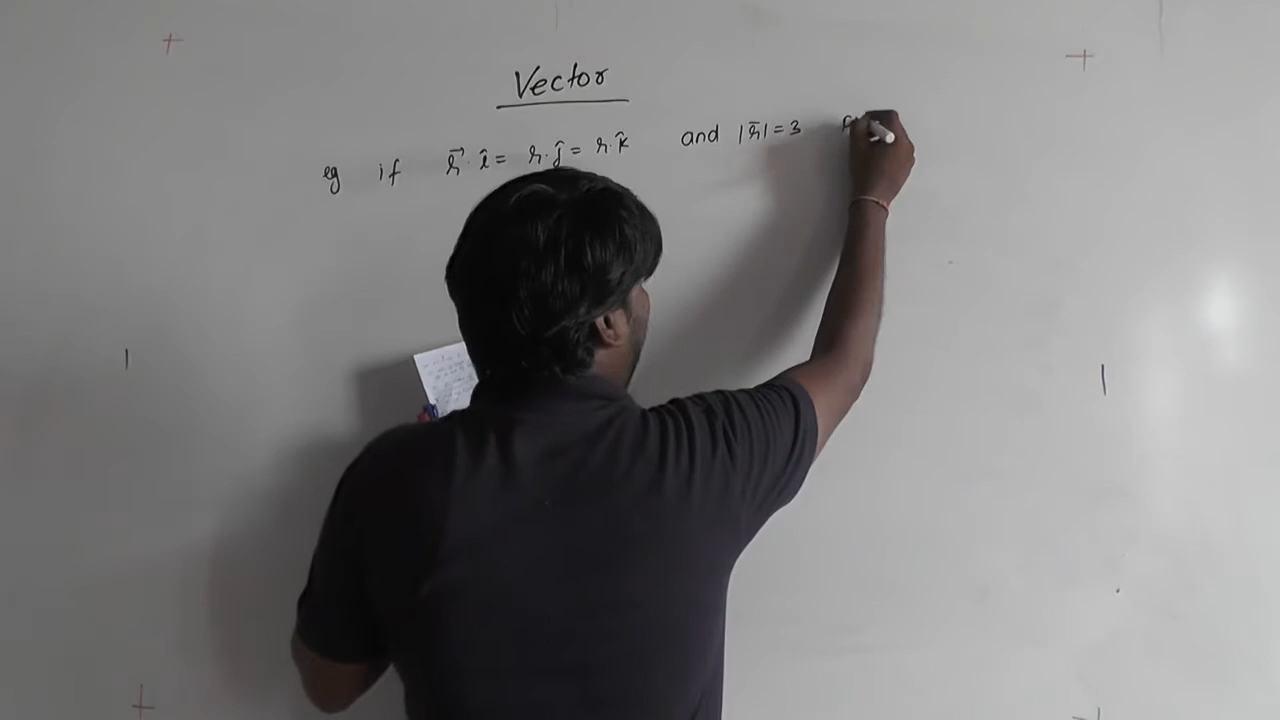 Vector
eg if r⃗·î = r·ĵ = r·k̂ and |r̄|=3